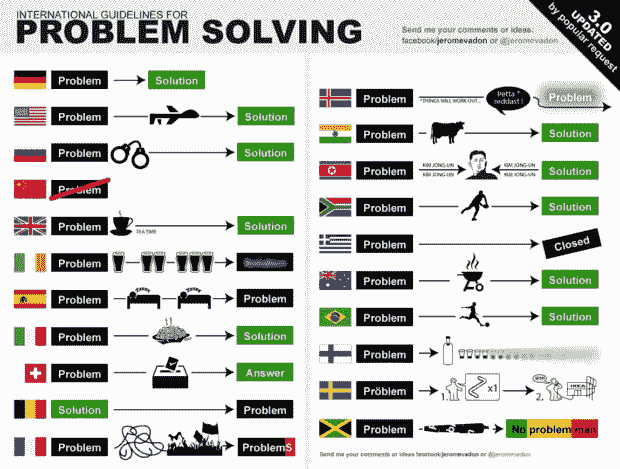 INTERNATIONAL GUIDELINES FOR
PROBLEM SOLVING
Send me your comments or ideas:
facebook/jeromevadon or @jeromevadon
3.0
UPDATED
by popular request
Problem Solution
Problem Solution
Problem Solution
Problem
Problem TEA TIME Solution
Problem
Problem Problem
Problem Solution
Problem Answer
Solution Problem
Problem ProblemS
Problem *THINGS WILL WORK OUT... Þetta *
reddast! Problem
Problem Solution
Problem KIM JONG-UN KIM JONG-UN Solution
KIM JONG-UN KIM JONG-UN
Problem Solution
Problem Closed
Problem Solution
Problem Solution
Problem
Pröblem 1. x1 2. IKEA
Problem No problem man
Send me your comments or ideas facebook/jeromevadon or @jeromevadon